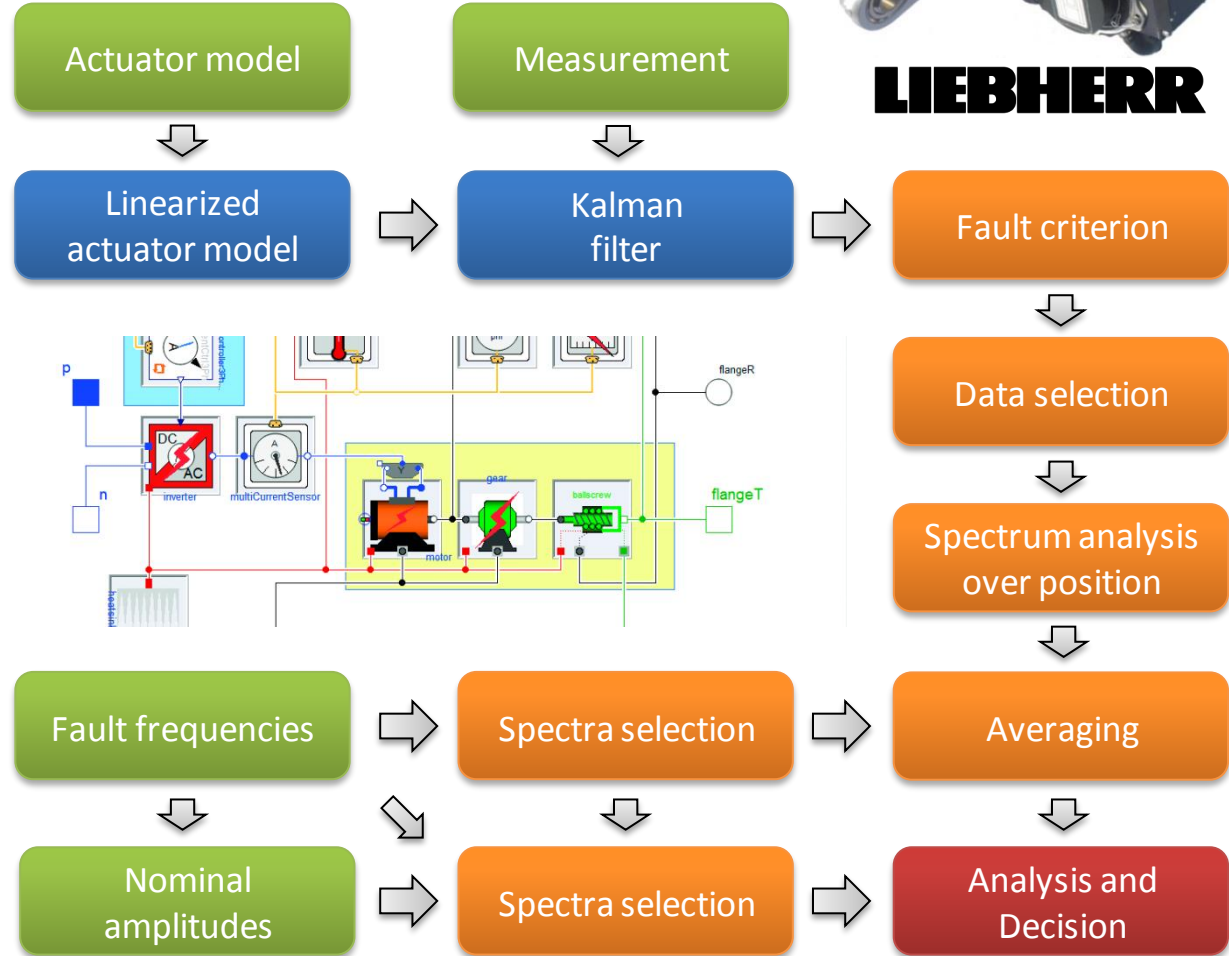 Actuator model
Measurement
LIEBHERR
Linearized
actuator model
Kalman
filter
Fault criterion
Data selection
Spectrum analysis
over position
p
n
DC
AC
inverter
A
multiCurrentSensor
A
Y
motor
gear
ballscrew
flangeR
flangeT
Fault frequencies
Spectra selection
Averaging
Nominal
amplitudes
Spectra selection
Analysis and
Decision